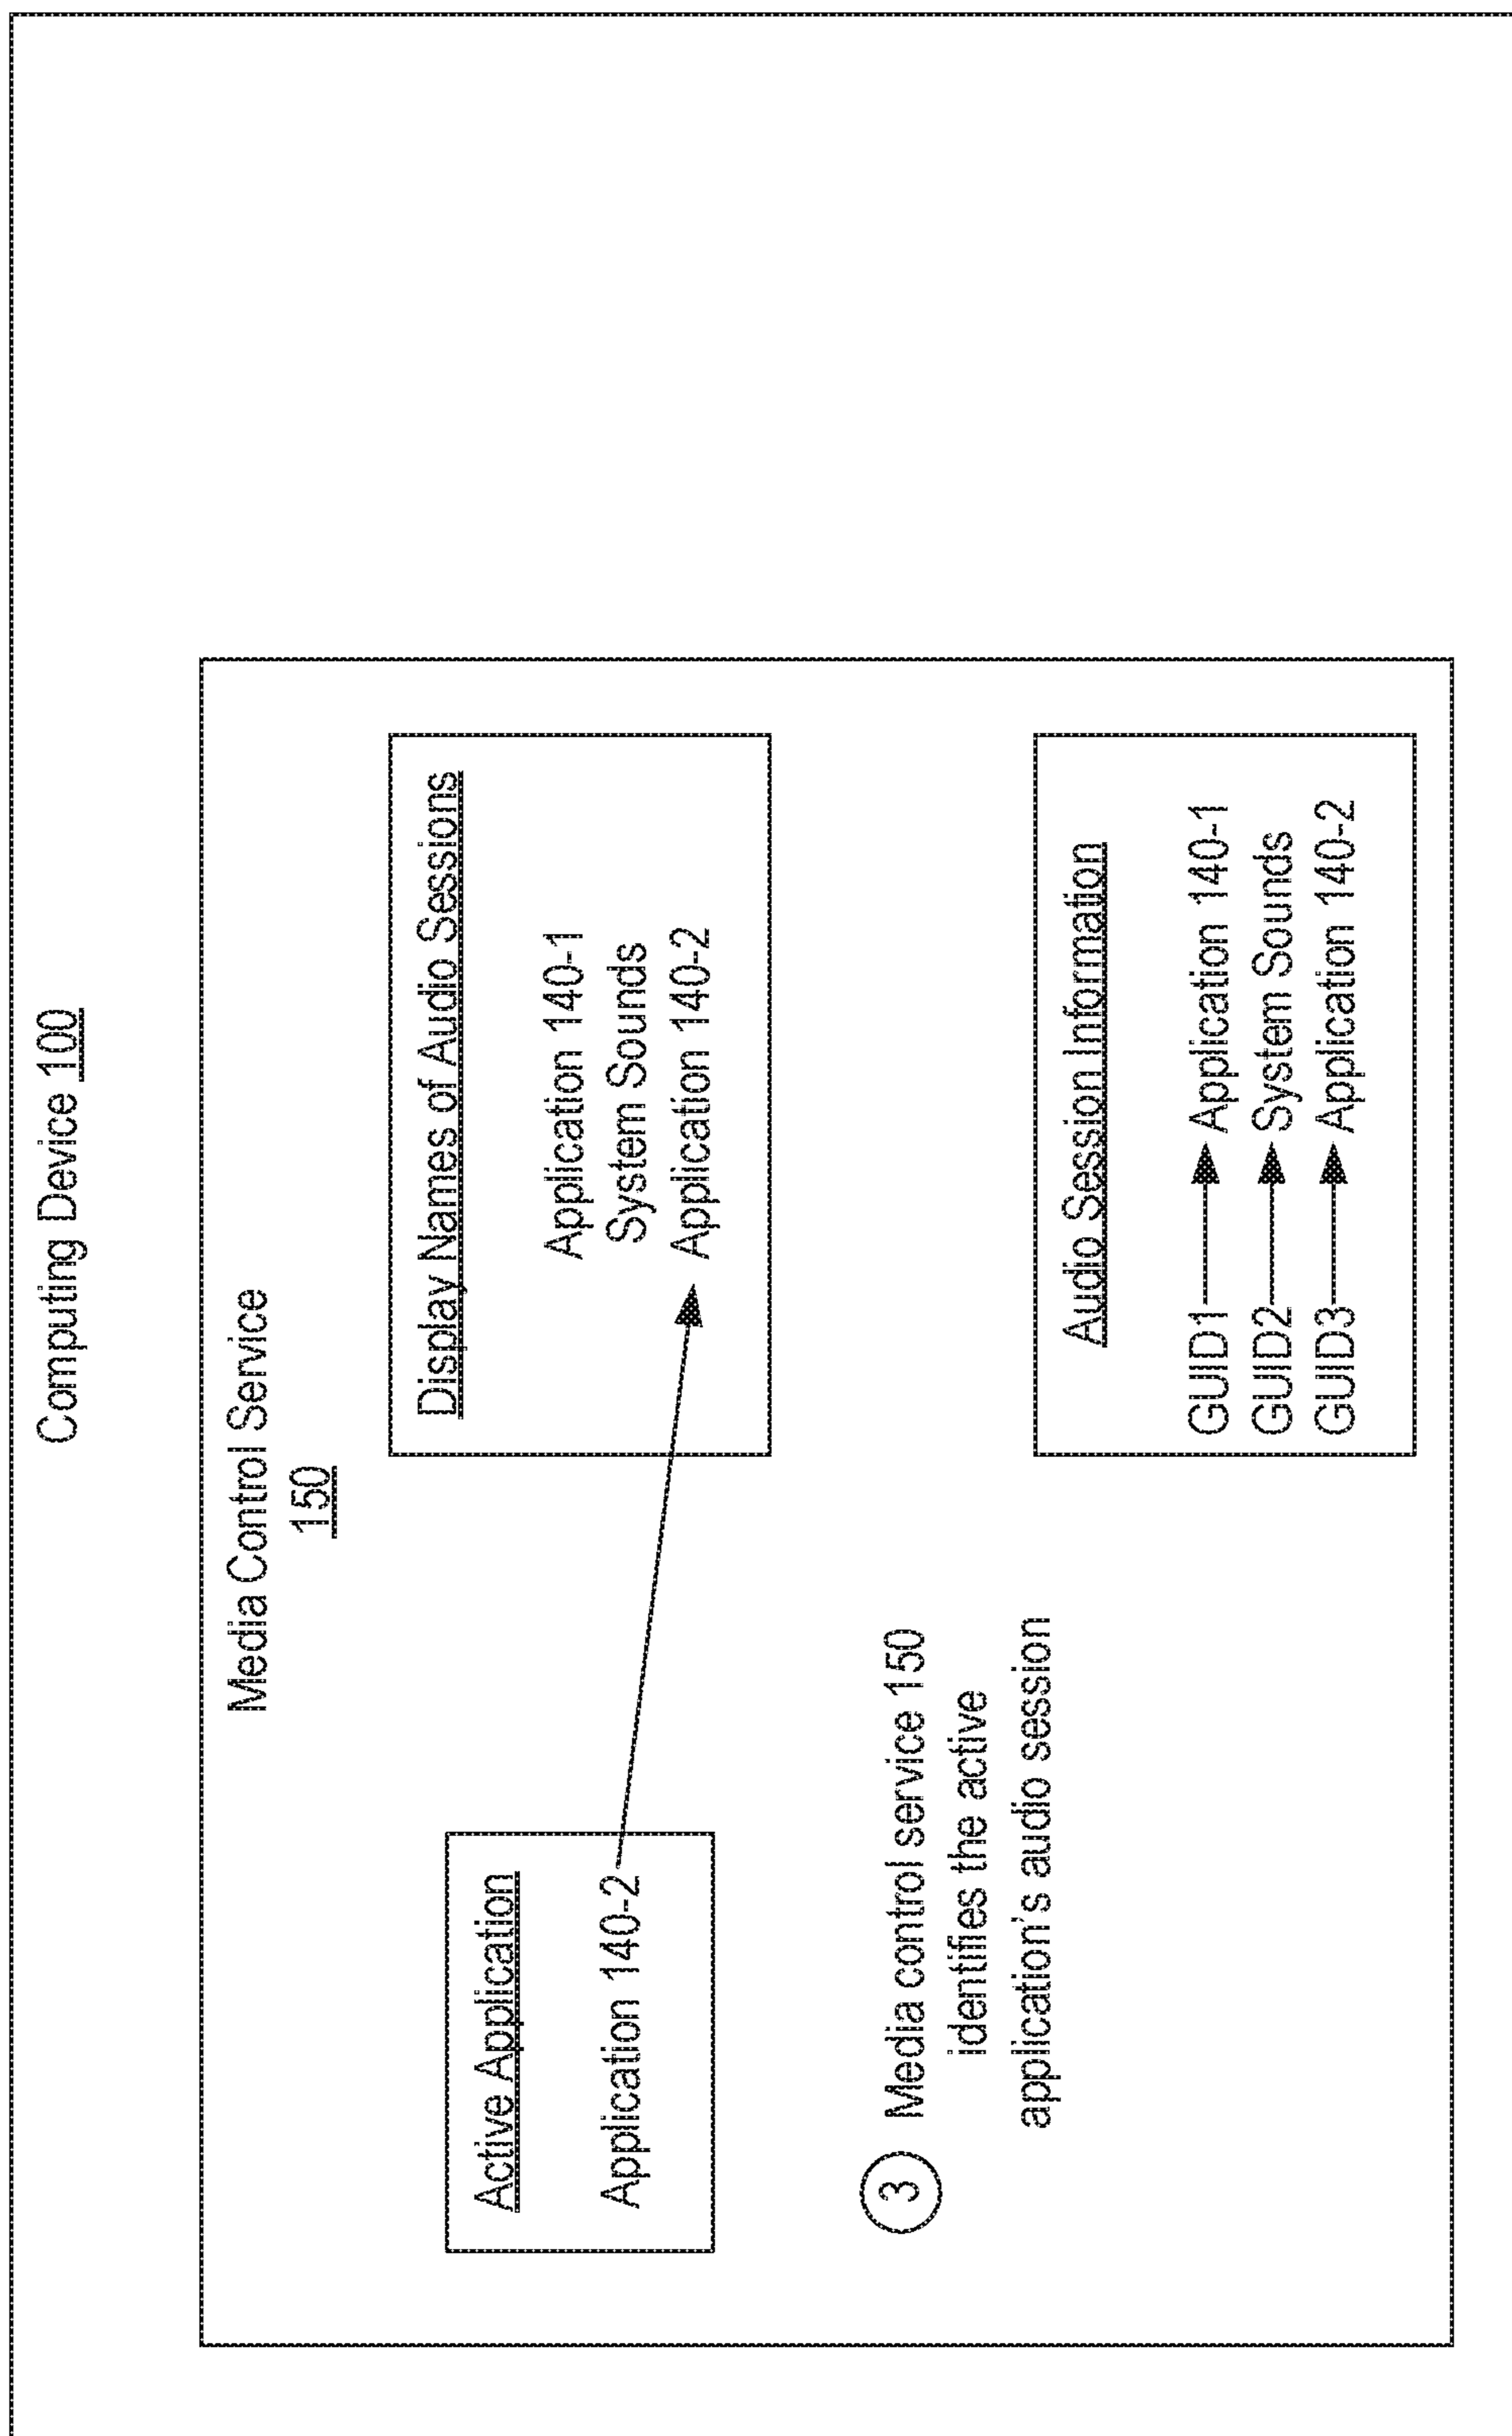 Computing Device 100
Media Control Service
150
Active Application
Application 140-2
Display Names of Audio Sessions
Application 140-1
System Sounds
Application 140-2
3 Media control service 150
identifies the active
application's audio session
Audio Session Information
GUID1 Application 140-1
GUID2 System Sounds
GUID3 Application 140-2